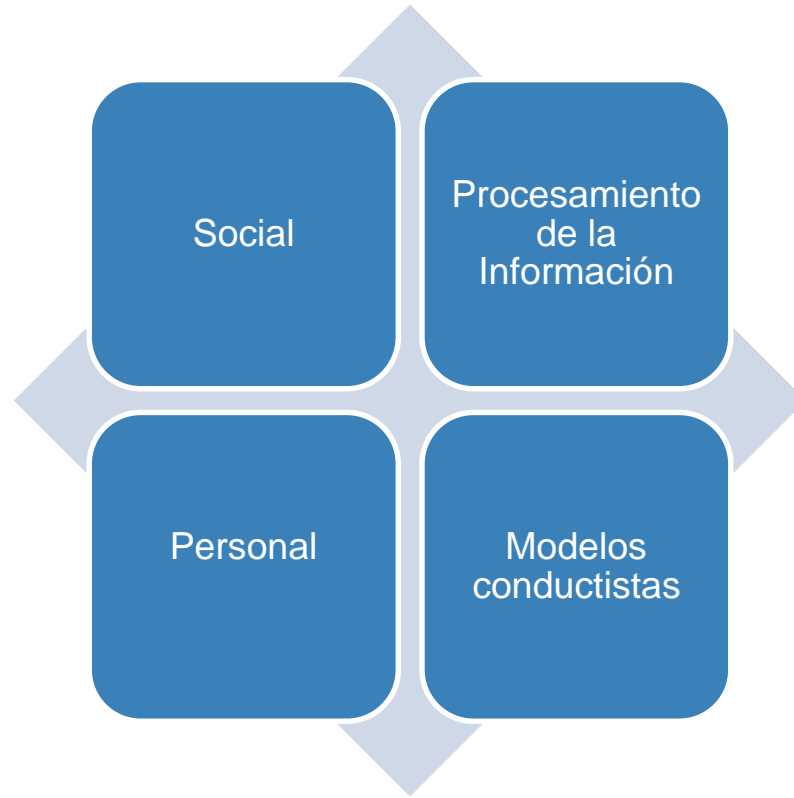 Social
Procesamiento
de la
Información
Personal
Modelos
conductistas